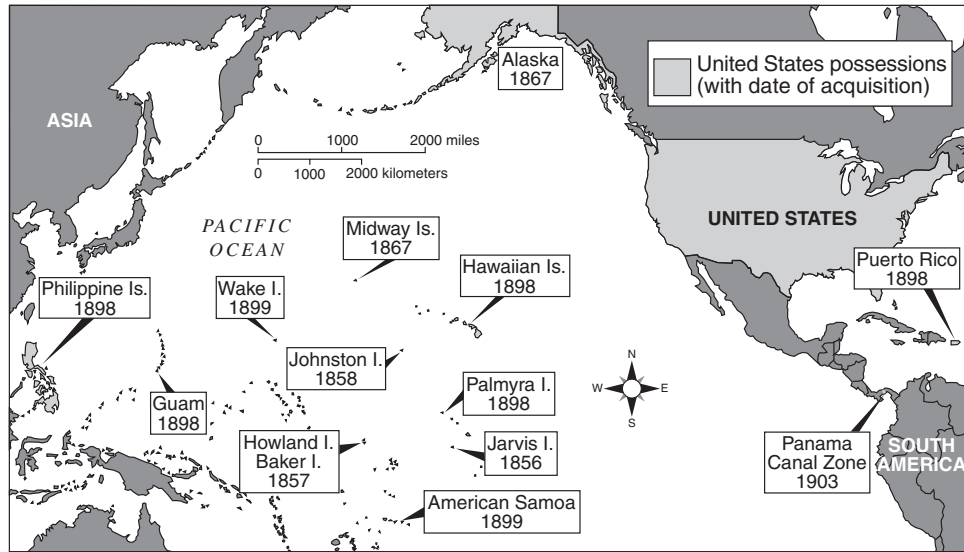 Alaska
1867
United States possessions
(with date of acquisition)
ASIA
0 1000 2000 miles
0 1000 2000 kilometers
PACIFIC
OCEAN
UNITED STATES
Midway Is.
1867
Hawaiian Is.
1898
Puerto Rico
1898
Philippine Is.
1898
Wake I.
1899
Johnston I.
1858
N
W E
S
Palmyra I.
1898
Guam
1898
Howland I.
Baker I.
1857
Jarvis I.
1856
Panama
Canal Zone
1903
SOUTH
AMERICA
American Samoa
1899